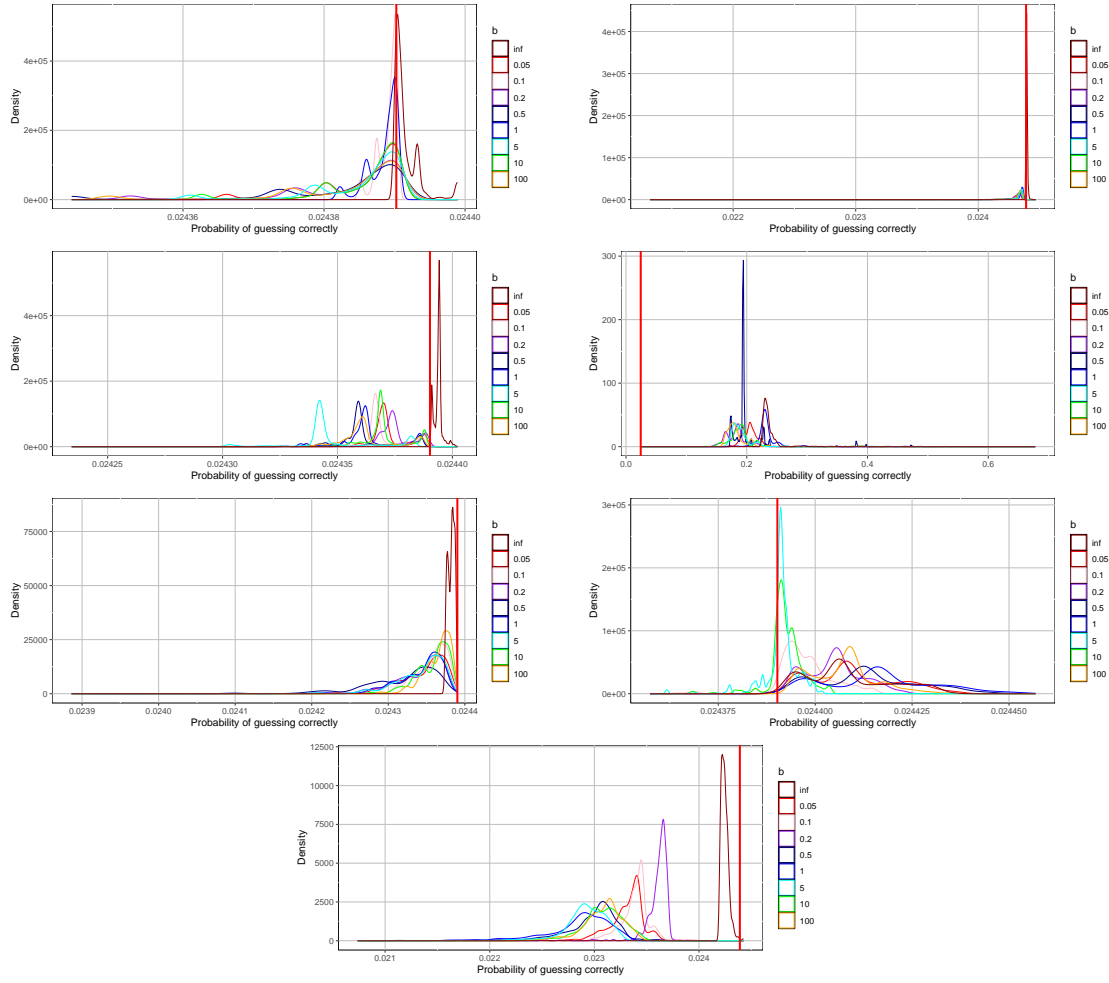 b
inf
0.05
0.1
0.2
0.5
1
5
10
100
Density
4e+05
2e+05
0e+00
0.02436 0.02438 0.02440
Probability of guessing correctly
b
inf
0.05
0.1
0.2
0.5
1
5
10
100
Density
4e+05
3e+05
2e+05
1e+05
0e+00
0.022 0.023 0.024
Probability of guessing correctly
b
inf
0.05
0.1
0.2
0.5
1
5
10
100
Density
4e+05
2e+05
0e+00
0.02425 0.02430 0.02435 0.02440
Probability of guessing correctly
b
inf
0.05
0.1
0.2
0.5
1
5
10
100
Density
300
200
100
0
0.0 0.2 0.4 0.6
Probability of guessing correctly
b
inf
0.05
0.1
0.2
0.5
1
5
10
100
Density
75000
50000
25000
0
0.0239 0.0240 0.0241 0.0242 0.0243 0.0244
Probability of guessing correctly
b
inf
0.05
0.1
0.2
0.5
1
5
10
100
Density
3e+05
2e+05
1e+05
0e+00
0.024375 0.024400 0.024425 0.024450
Probability of guessing correctly
b
inf
0.05
0.1
0.2
0.5
1
5
10
100
Density
12500
10000
7500
5000
2500
0
0.021 0.022 0.023 0.024
Probability of guessing correctly